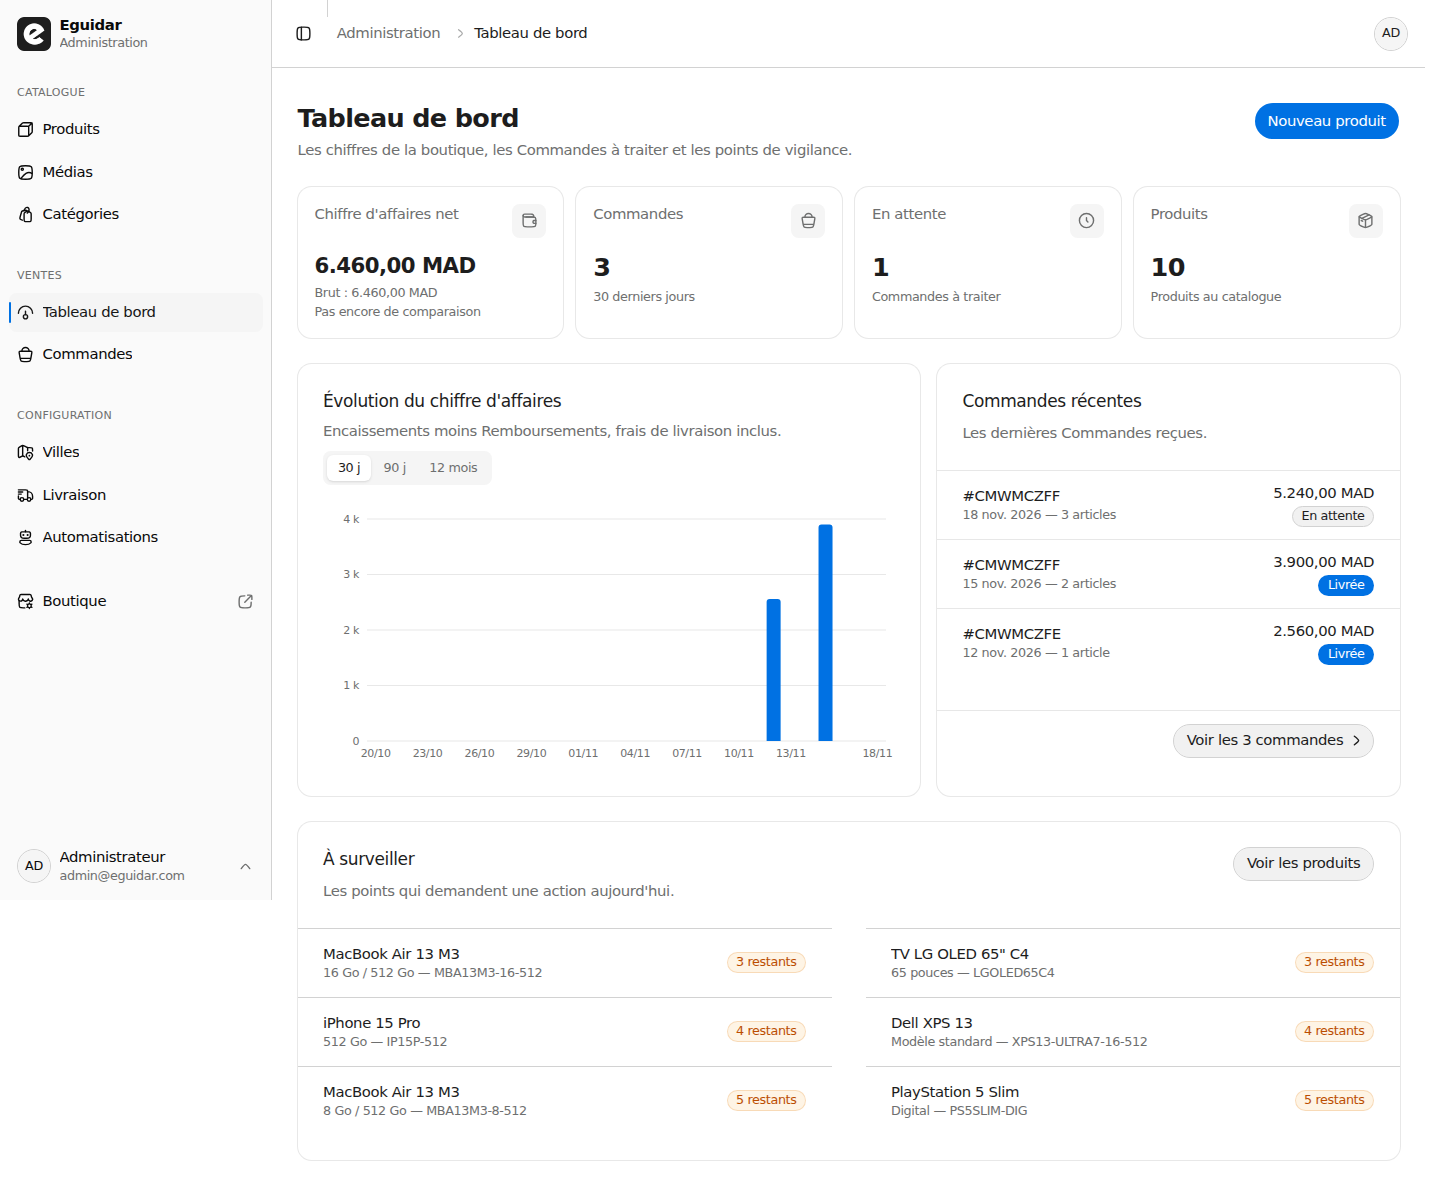 Eguidar
Administration
CATALOGUE
Produits
Médias
Catégories
VENTES
Tableau de bord
Commandes
CONFIGURATION
Villes
Livraison
Automatisations
Boutique
AD
Administrateur
admin@eguidar.com
Administration
Tableau de bord
AD
Tableau de bord
Les chiffres de la boutique, les Commandes à traiter et les points de vigilance.
Nouveau produit
Chiffre d'affaires net
6.460,00 MAD
Brut : 6.460,00 MAD
Pas encore de comparaison
Commandes
3
30 derniers jours
En attente
1
Commandes à traiter
Produits
10
Produits au catalogue
Évolution du chiffre d'affaires
Encaissements moins Remboursements, frais de livraison inclus.
30 j 90 j 12 mois
4 k
3 k
2 k
1 k
0
20/10 23/10 26/10 29/10 01/11 04/11 07/11 10/11 13/11 18/11
Commandes récentes
Les dernières Commandes reçues.
#CMWMCZFF
18 nov. 2026 — 3 articles
5.240,00 MAD
En attente
#CMWMCZFF
15 nov. 2026 — 2 articles
3.900,00 MAD
Livrée
#CMWMCZFE
12 nov. 2026 — 1 article
2.560,00 MAD
Livrée
Voir les 3 commandes
À surveiller
Les points qui demandent une action aujourd'hui.
Voir les produits
MacBook Air 13 M3
16 Go / 512 Go — MBA13M3-16-512
3 restants
TV LG OLED 65" C4
65 pouces — LGOLED65C4
3 restants
iPhone 15 Pro
512 Go — IP15P-512
4 restants
Dell XPS 13
Modèle standard — XPS13-ULTRA7-16-512
4 restants
MacBook Air 13 M3
8 Go / 512 Go — MBA13M3-8-512
5 restants
PlayStation 5 Slim
Digital — PS5SLIM-DIG
5 restants